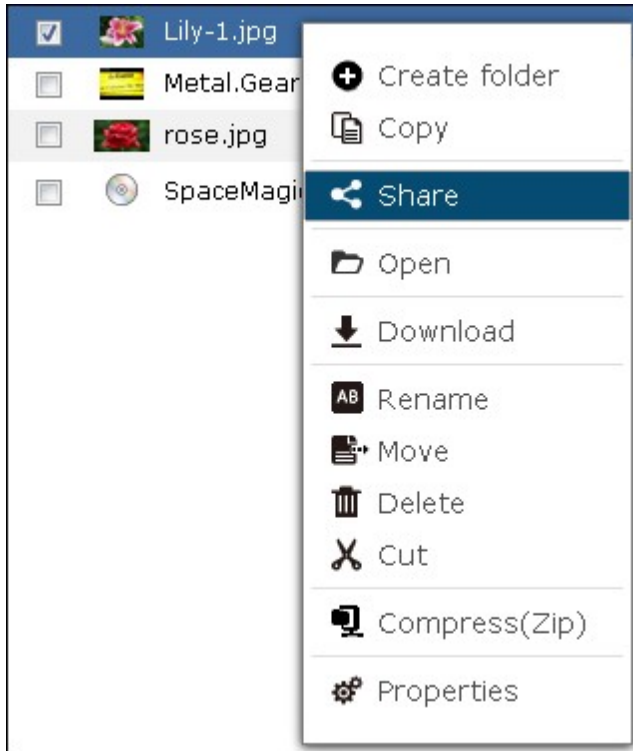 Lily-1.jpg
Metal.Gear
rose.jpg
SpaceMagi
Create folder
Copy
Share
Open
Download
AB Rename
Move
Delete
Cut
Compress(Zip)
Properties